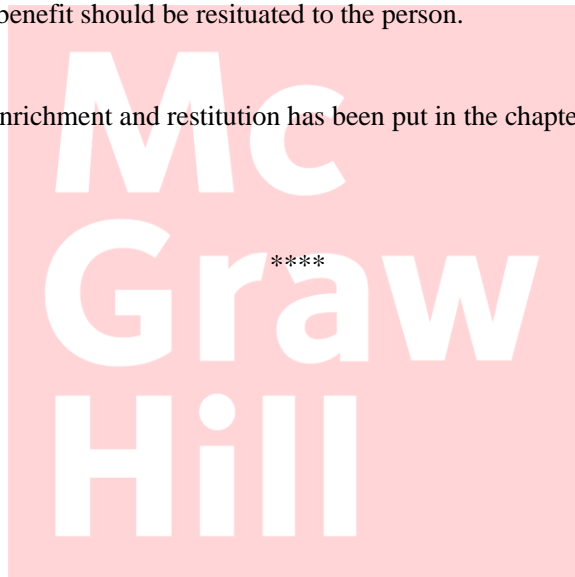 benefit should be resituated to the person.
nrichment and restitution has been put in the chapte
Mc
****
Graw
Hill